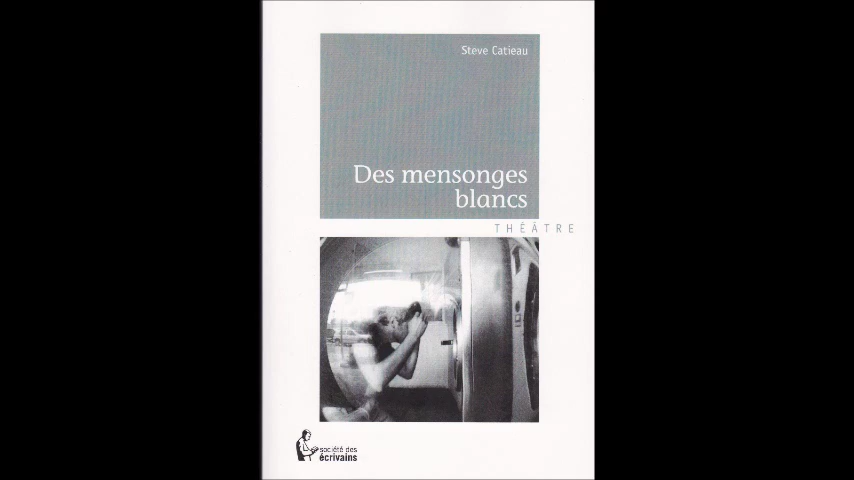 Steve Catieau
Des mensonges
blancs
THÉÂTRE
société des
écrivains